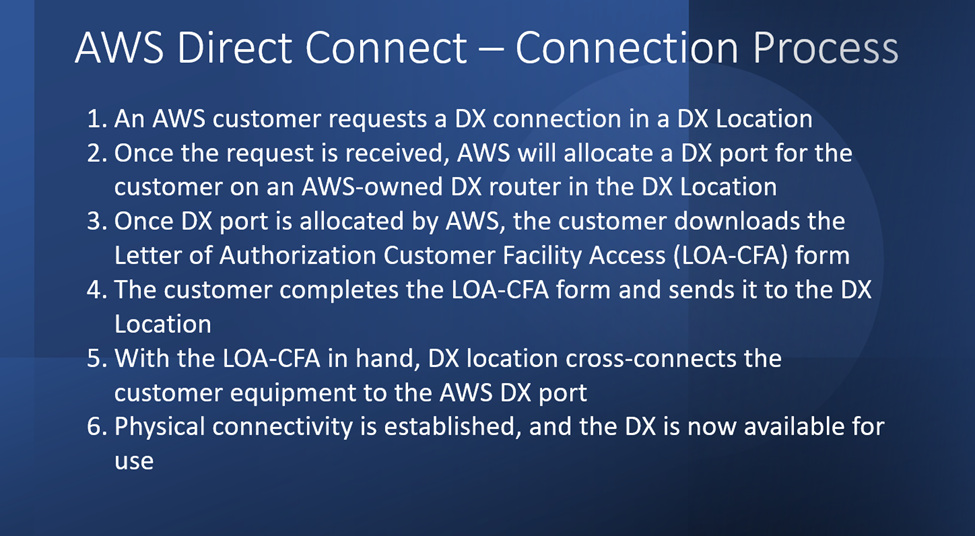 AWS Direct Connect – Connection Process
1. An AWS customer requests a DX connection in a DX Location
2. Once the request is received, AWS will allocate a DX port for the
customer on an AWS-owned DX router in the DX Location
3. Once DX port is allocated by AWS, the customer downloads the
Letter of Authorization Customer Facility Access (LOA-CFA) form
4. The customer completes the LOA-CFA form and sends it to the DX
Location
5. With the LOA-CFA in hand, DX location cross-connects the
customer equipment to the AWS DX port
6. Physical connectivity is established, and the DX is now available for
use